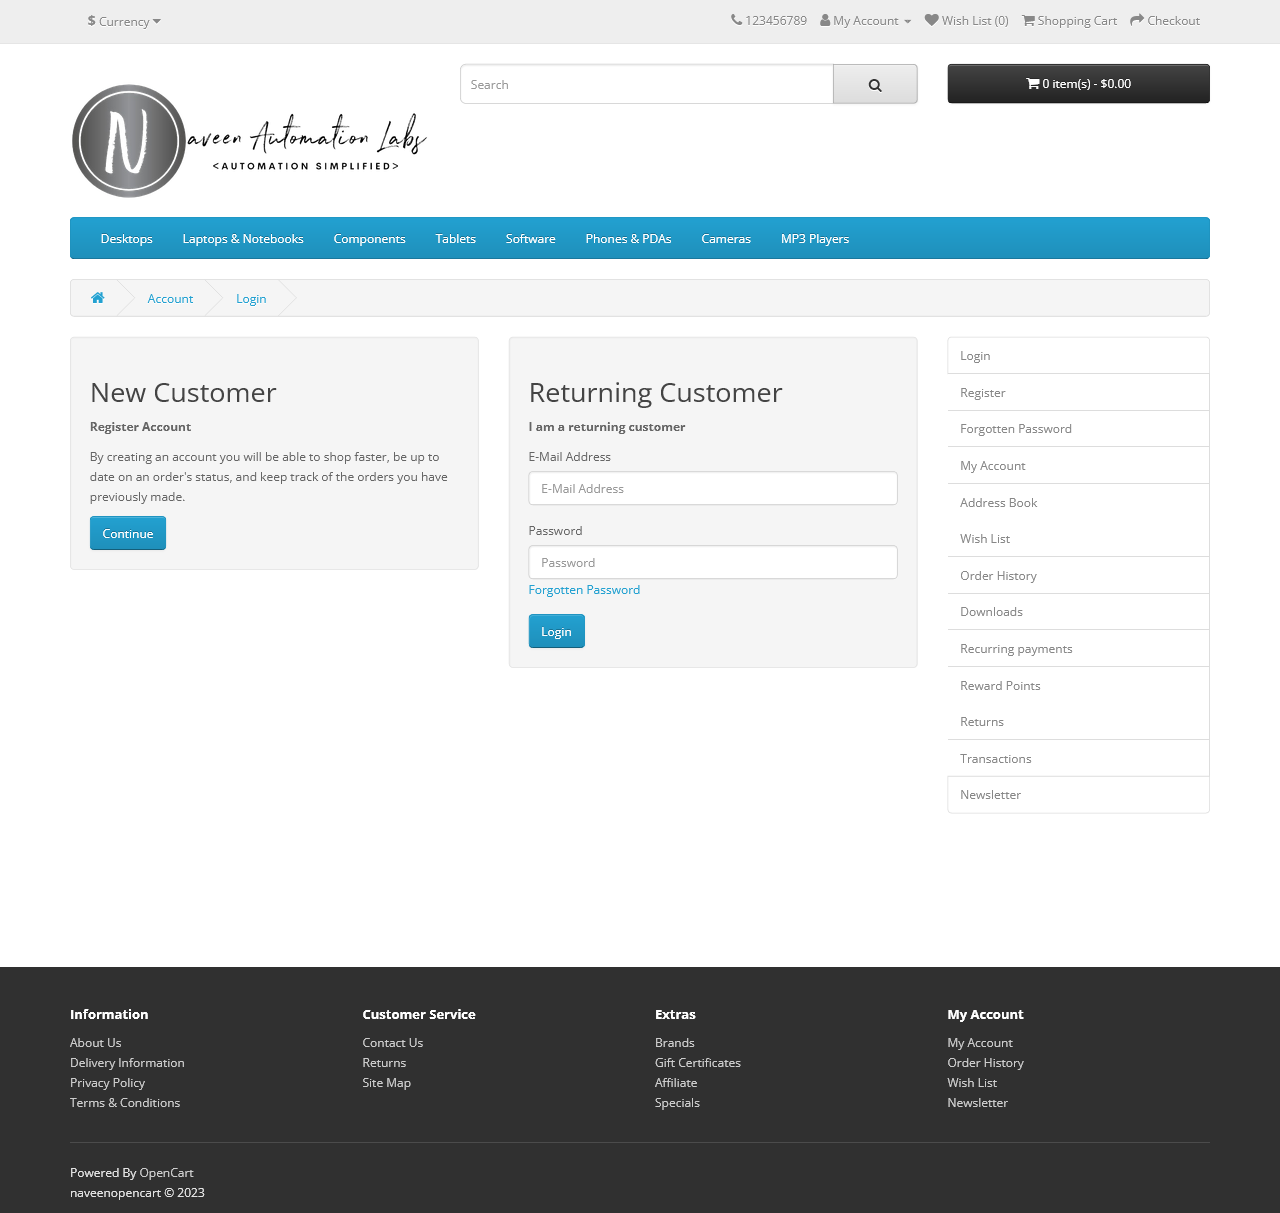 $ Currency
123456789 My Account Wish List (0) Shopping Cart Checkout
Search
0 item(s) - $0.00
Naveen Automation Labs
<AUTOMATION SIMPLIFIED>
Desktops Laptops & Notebooks Components Tablets Software Phones & PDAs Cameras MP3 Players
Account Login
New Customer
Register Account
By creating an account you will be able to shop faster, be up to
date on an order's status, and keep track of the orders you have
previously made.
Continue
Returning Customer
I am a returning customer
E-Mail Address
E-Mail Address
Password
Password
Forgotten Password
Login
Login
Register
Forgotten Password
My Account
Address Book
Wish List
Order History
Downloads
Recurring payments
Reward Points
Returns
Transactions
Newsletter
Information
About Us
Delivery Information
Privacy Policy
Terms & Conditions
Customer Service
Contact Us
Returns
Site Map
Extras
Brands
Gift Certificates
Affiliate
Specials
My Account
My Account
Order History
Wish List
Newsletter
Powered By OpenCart
naveenopencart © 2023